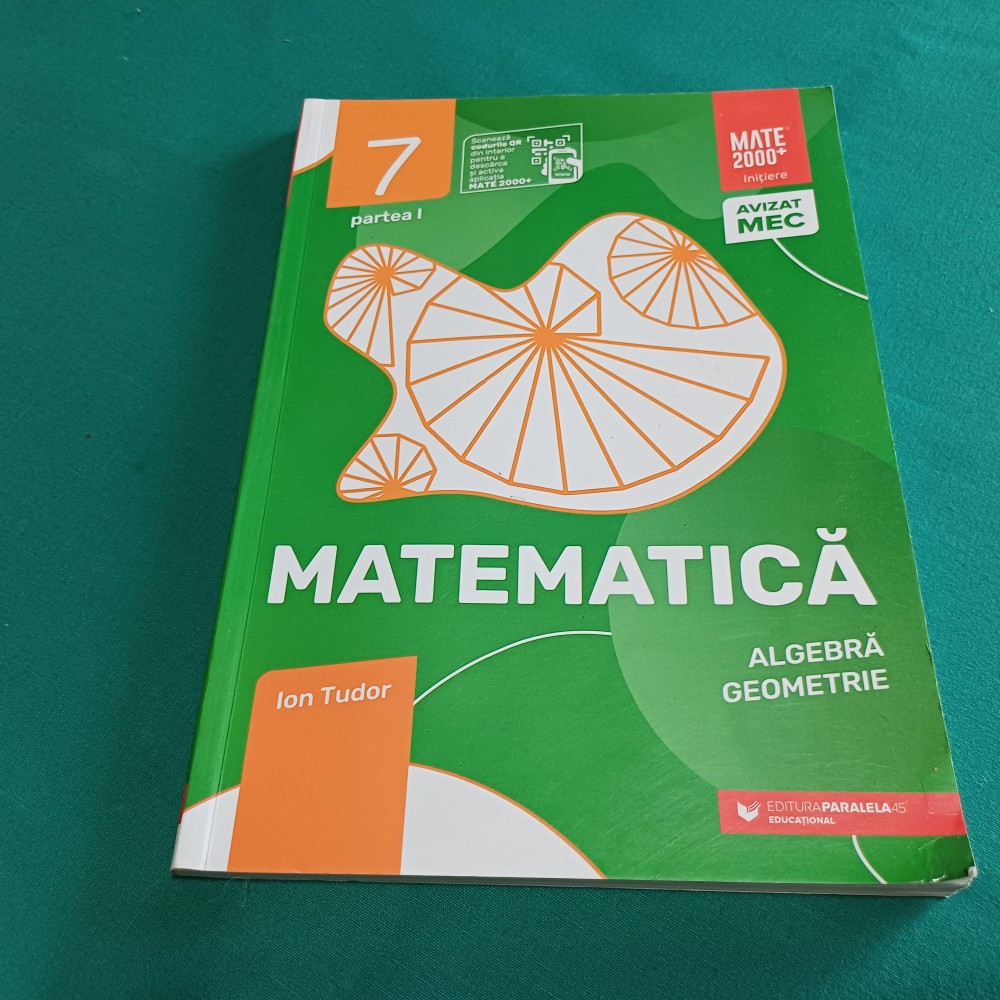 7
partea I
Scanează
codurile QR
din interior
pentru a
descărca
și activa
aplicația
MATE 2000+
MATE
2000+
Inițiere
AVIZAT
MEC
MATEMATICĂ
ALGEBRĂ
GEOMETRIE
Ion Tudor
EDITURA PARALELA 45
EDUCAȚIONAL